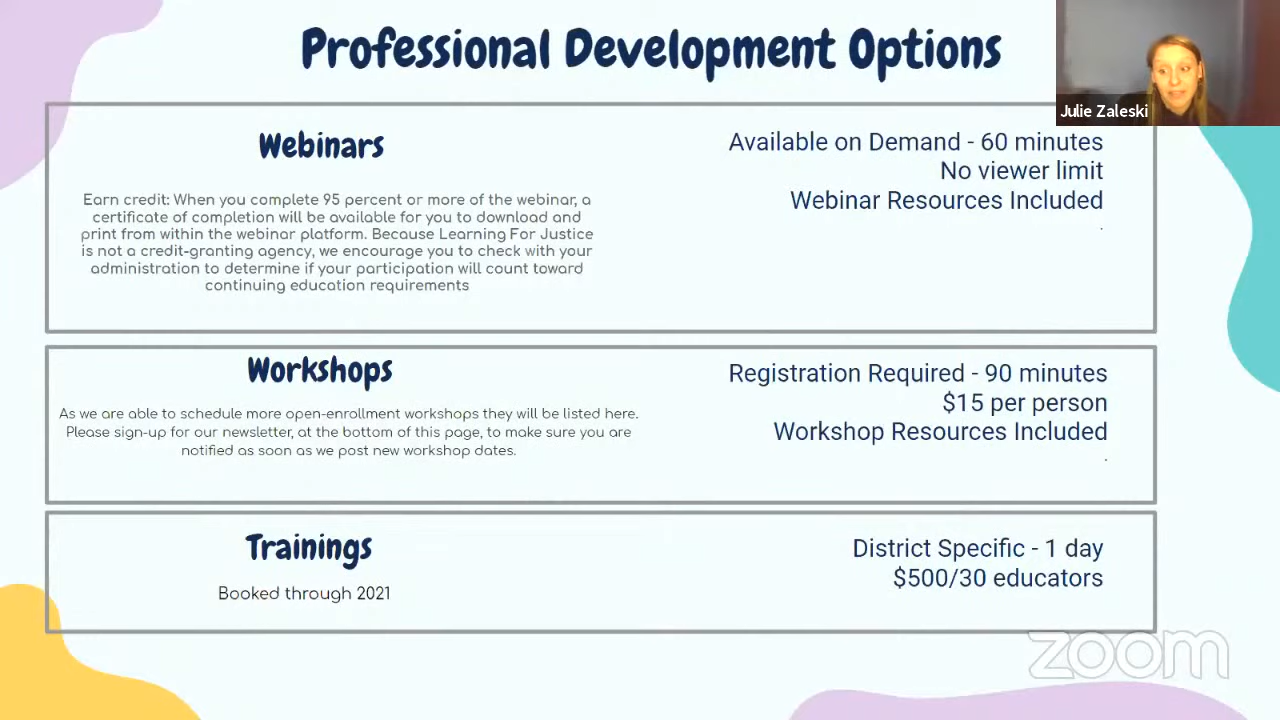 Professional Development Options
Julie Zaleski
Webinars
Earn credit: When you complete 95 percent or more of the webinar, a
certificate of completion will be available for you to download and
print from within the webinar platform. Because Learning For Justice
is not a credit-granting agency, we encourage you to check with your
administration to determine if your participation will count toward
continuing education requirements
Available on Demand - 60 minutes
No viewer limit
Webinar Resources Included
.
Workshops
As we are able to schedule more open-enrollment workshops they will be listed here.
Please sign-up for our newsletter, at the bottom of this page, to make sure you are
notified as soon as we post new workshop dates.
Registration Required - 90 minutes
$15 per person
Workshop Resources Included
.
Trainings
Booked through 2021
District Specific - 1 day
$500/30 educators
zoom